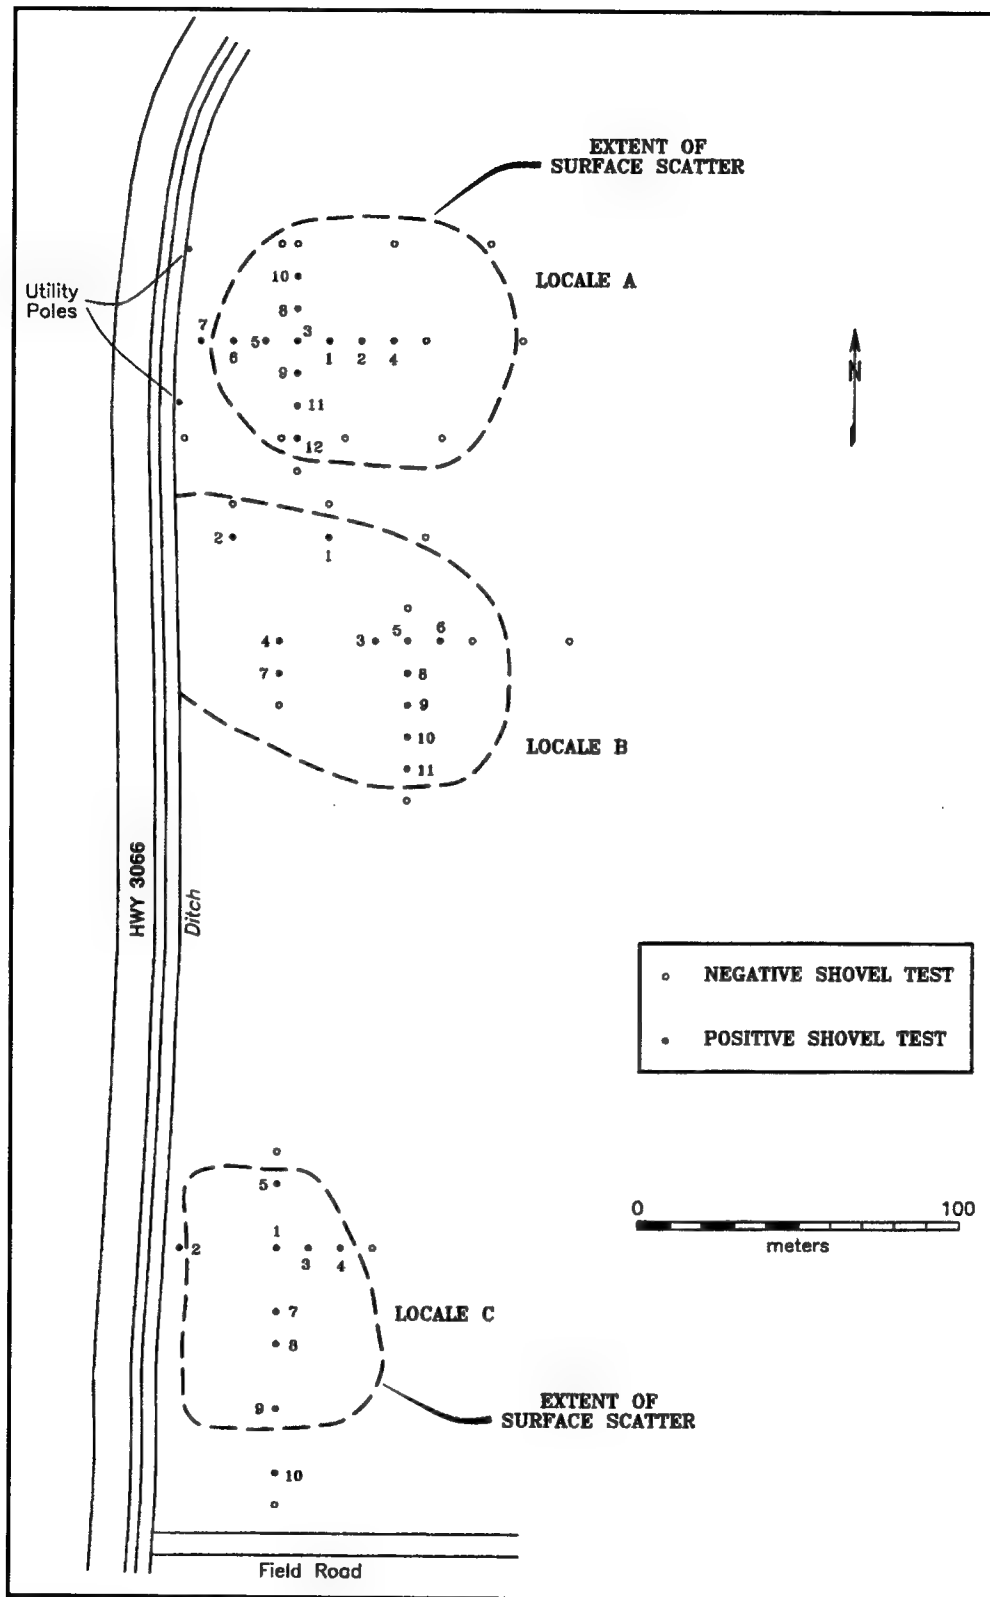 EXTENT OF
SURFACE SCATTER
LOCALE A
Utility
Poles
10
8
7
3
6
5
1
2
4
9
11
12
N
2
1
5
6
4
3
7
8
9
10
11
LOCALE B
HWY 3066
Ditch
NEGATIVE SHOVEL TEST
POSITIVE SHOVEL TEST
0
100
meters
5
1
2
3
4
7
8
LOCALE C
9
EXTENT OF
SURFACE SCATTER
10
Field Road